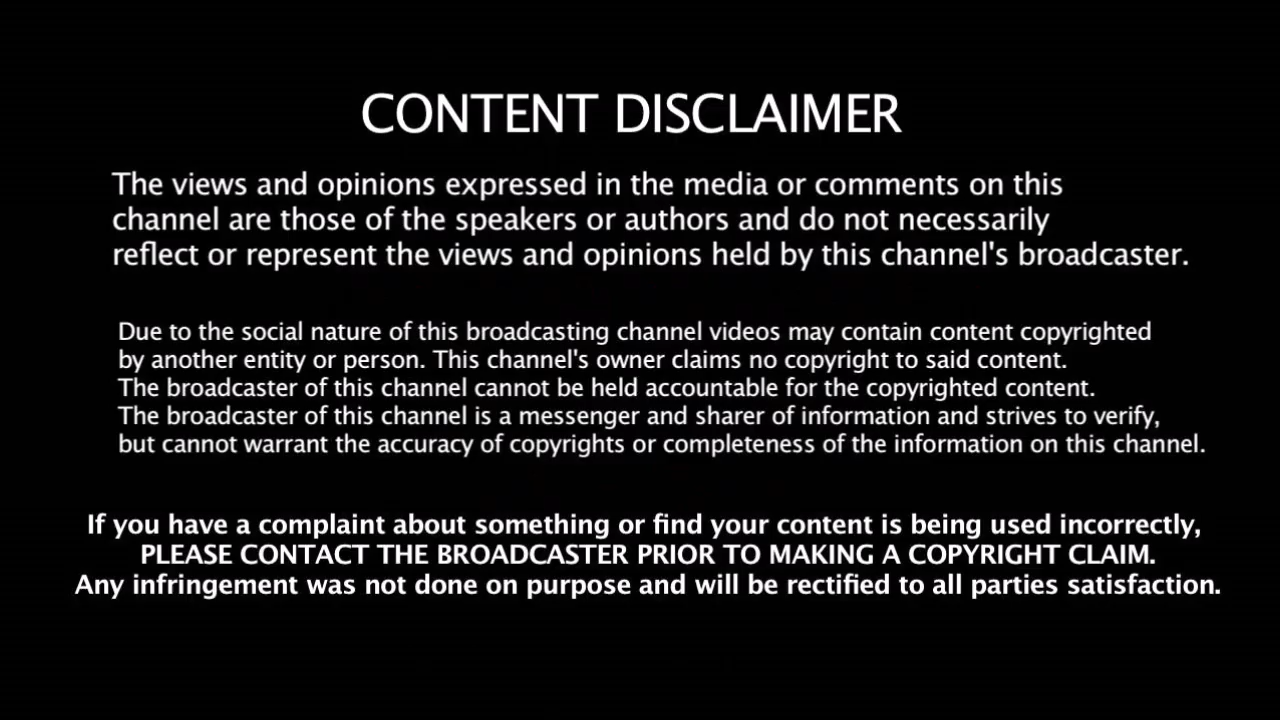 CONTENT DISCLAIMER
The views and opinions expressed in the media or comments on this
channel are those of the speakers or authors and do not necessarily
reflect or represent the views and opinions held by this channel's broadcaster.
Due to the social nature of this broadcasting channel videos may contain content copyrighted
by another entity or person. This channel's owner claims no copyright to said content.
The broadcaster of this channel cannot be held accountable for the copyrighted content.
The broadcaster of this channel is a messenger and sharer of information and strives to verify,
but cannot warrant the accuracy of copyrights or completeness of the information on this channel.
If you have a complaint about something or find your content is being used incorrectly,
PLEASE CONTACT THE BROADCASTER PRIOR TO MAKING A COPYRIGHT CLAIM.
Any infringement was not done on purpose and will be rectified to all parties satisfaction.